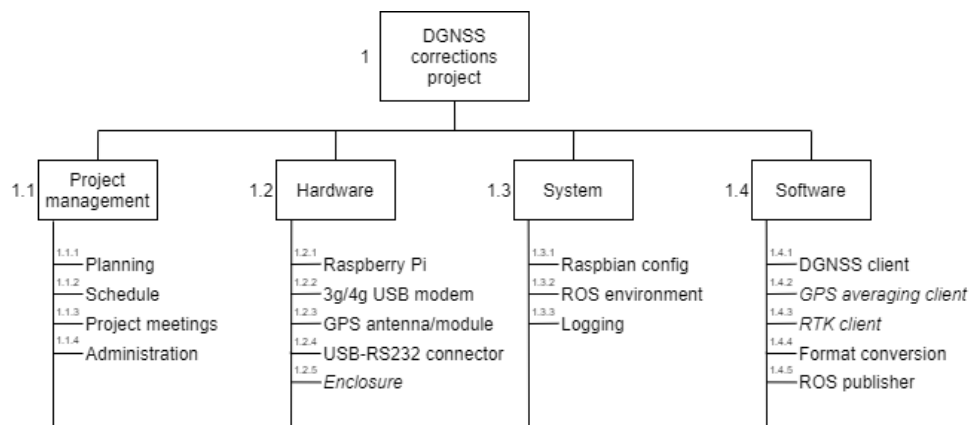 DGNSS
corrections
project
1
1.1
Project
management
1.1.1 Planning
1.1.2 Schedule
1.1.3 Project meetings
1.1.4 Administration
1.2
Hardware
1.2.1 Raspberry Pi
1.2.2 3g/4g USB modem
1.2.3 GPS antenna/module
1.2.4 USB-RS232 connector
1.2.5 Enclosure
1.3
System
1.3.1 Raspbian config
1.3.2 ROS environment
1.3.3 Logging
1.4
Software
1.4.1 DGNSS client
1.4.2 GPS averaging client
1.4.3 RTK client
1.4.4 Format conversion
1.4.5 ROS publisher